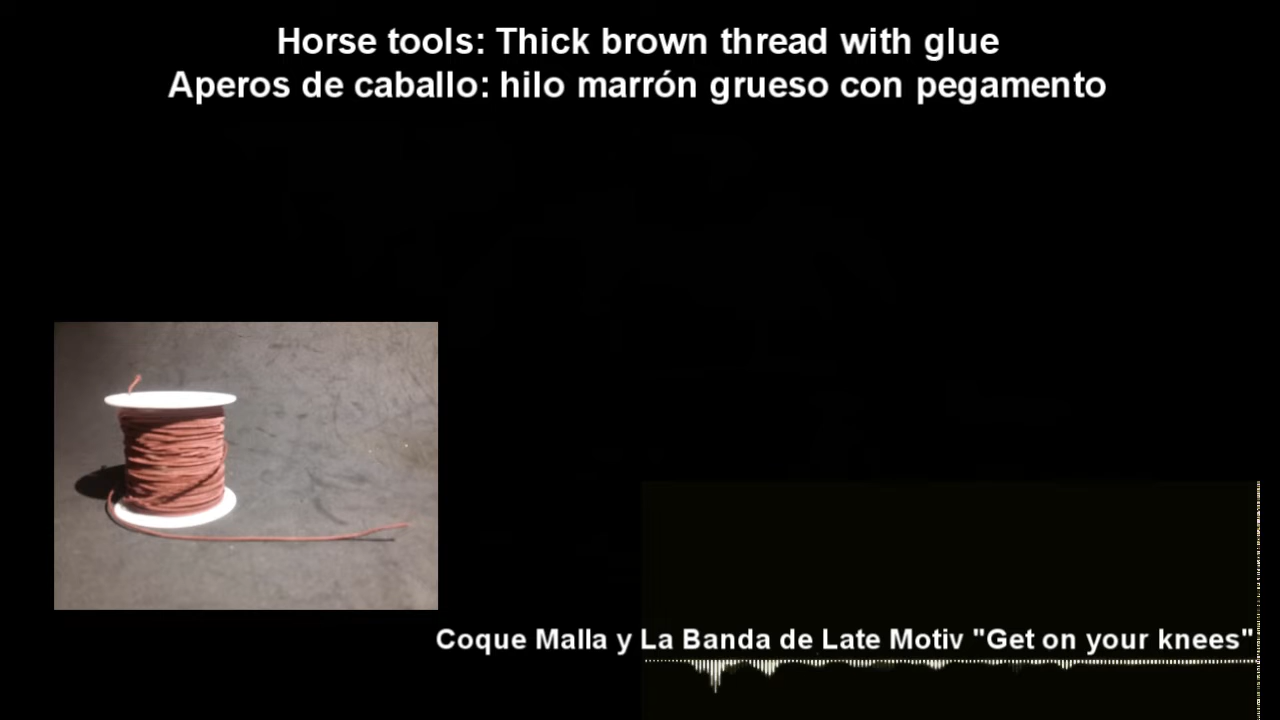 Horse tools: Thick brown thread with glue
Aperos de caballo: hilo marrón grueso con pegamento
Coque Malla y La Banda de Late Motiv "Get on your knees"